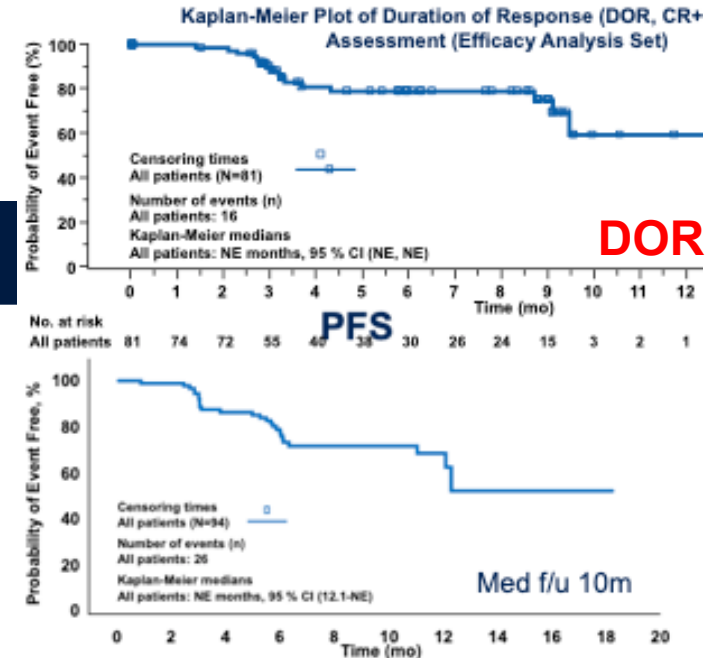 Kaplan-Meier Plot of Duration of Response (DOR, CR+
Assessment (Efficacy Analysis Set)
Probability of Event Free (%)
100
80
60
40
20
0
Censoring times
All patients (N=81)
Number of events (n)
All patients: 16
Kaplan-Meier medians
All patients: NE months, 95 % CI (NE, NE)
DOR
0 1 2 3 4 5 6 7 8 9 10 11 12
Time (mo)
PFS
No. at risk
All patients 81 74 72 55 40 38 30 26 24 15 3 2 1
Probability of Event Free, %
100
80
60
40
20
0
Censoring times
All patients (N=94)
Number of events (n)
All patients: 26
Kaplan-Meier medians
All patients: NE months, 95 % CI (12.1-NE)
Med f/u 10m
0 2 4 6 8 10 12 14 16 18 20
Time (mo)